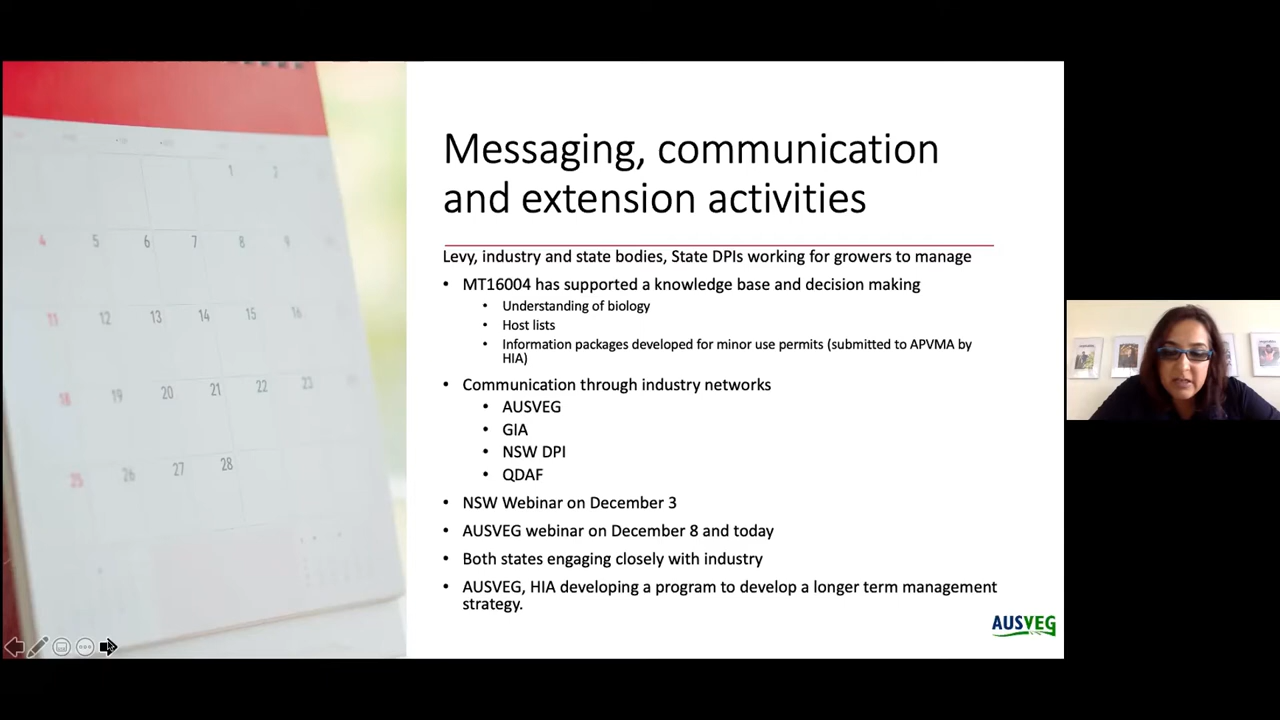 Messaging, communication
and extension activities
Levy, industry and state bodies, State DPIs working for growers to manage
• MT16004 has supported a knowledge base and decision making
• Understanding of biology
• Host lists
• Information packages developed for minor use permits (submitted to APVMA by
HIA)
• Communication through industry networks
• AUSVEG
• GIA
• NSW DPI
• QDAF
• NSW Webinar on December 3
• AUSVEG webinar on December 8 and today
• Both states engaging closely with industry
• AUSVEG, HIA developing a program to develop a longer term management
strategy.
AUSVEG
1 2
4 5 6 7 8 9
11 12 13 14 15 16
18 19 20 21 22 23
25 26 27 28